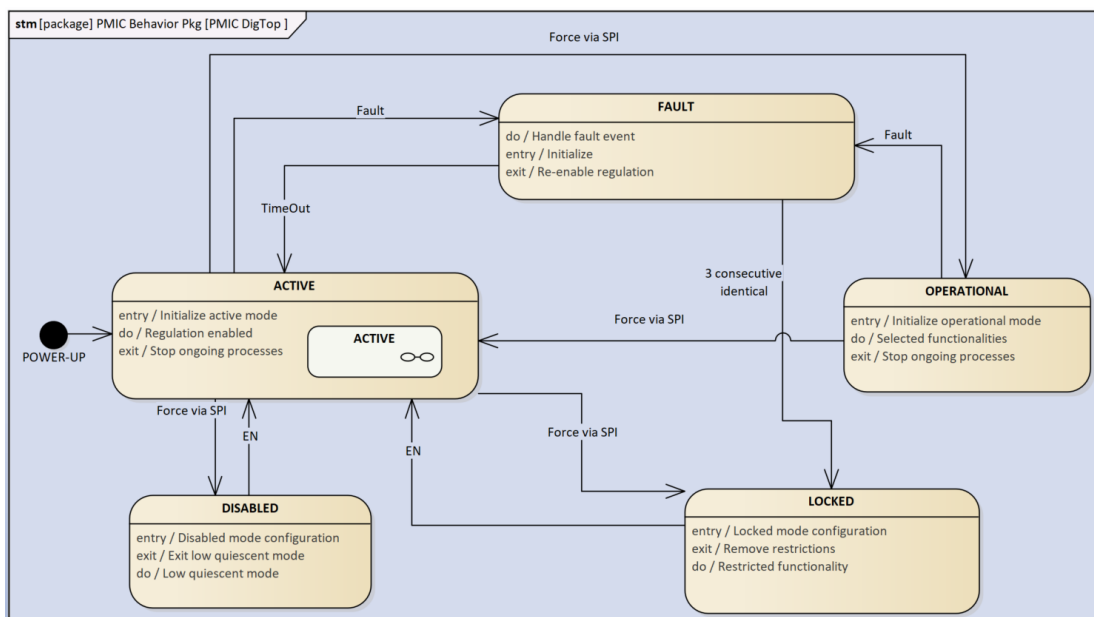 stm [package] PMIC Behavior Pkg [PMIC DigTop ]
Force via SPI
FAULT
do / Handle fault event
entry / Initialize
exit / Re-enable regulation
Fault
Fault
TimeOut
3 consecutive
identical
ACTIVE
entry / Initialize active mode
do / Regulation enabled
exit / Stop ongoing processes
ACTIVE
POWER-UP
OPERATIONAL
entry / Initialize operational mode
do / Selected functionalities
exit / Stop ongoing processes
Force via SPI
Force via SPI
EN
Force via SPI
EN
DISABLED
entry / Disabled mode configuration
exit / Exit low quiescent mode
do / Low quiescent mode
LOCKED
entry / Locked mode configuration
exit / Remove restrictions
do / Restricted functionality